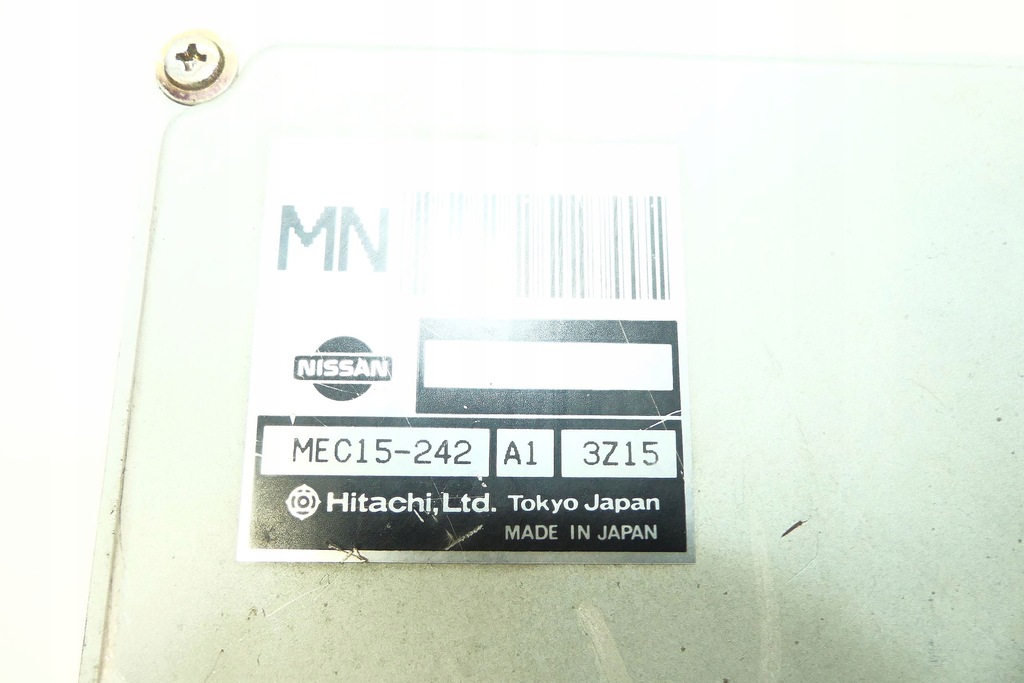 MN
NISSAN
MEC15-242 A1 3Z15
Hitachi, Ltd. Tokyo Japan
MADE IN JAPAN